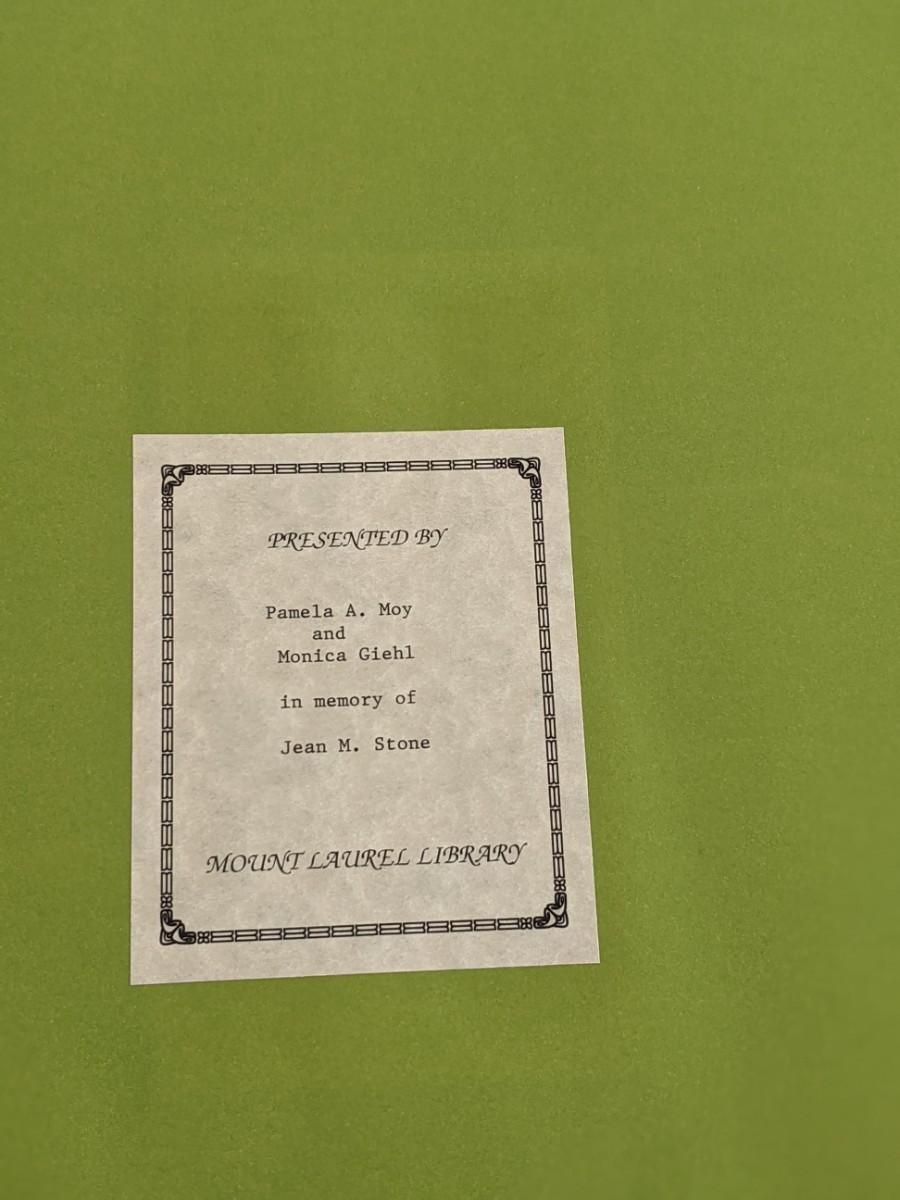 PRESENTED BY
Pamela A. Moy
and
Monica Giehl
in memory of
Jean M. Stone
MOUNT LAUREL LIBRARY